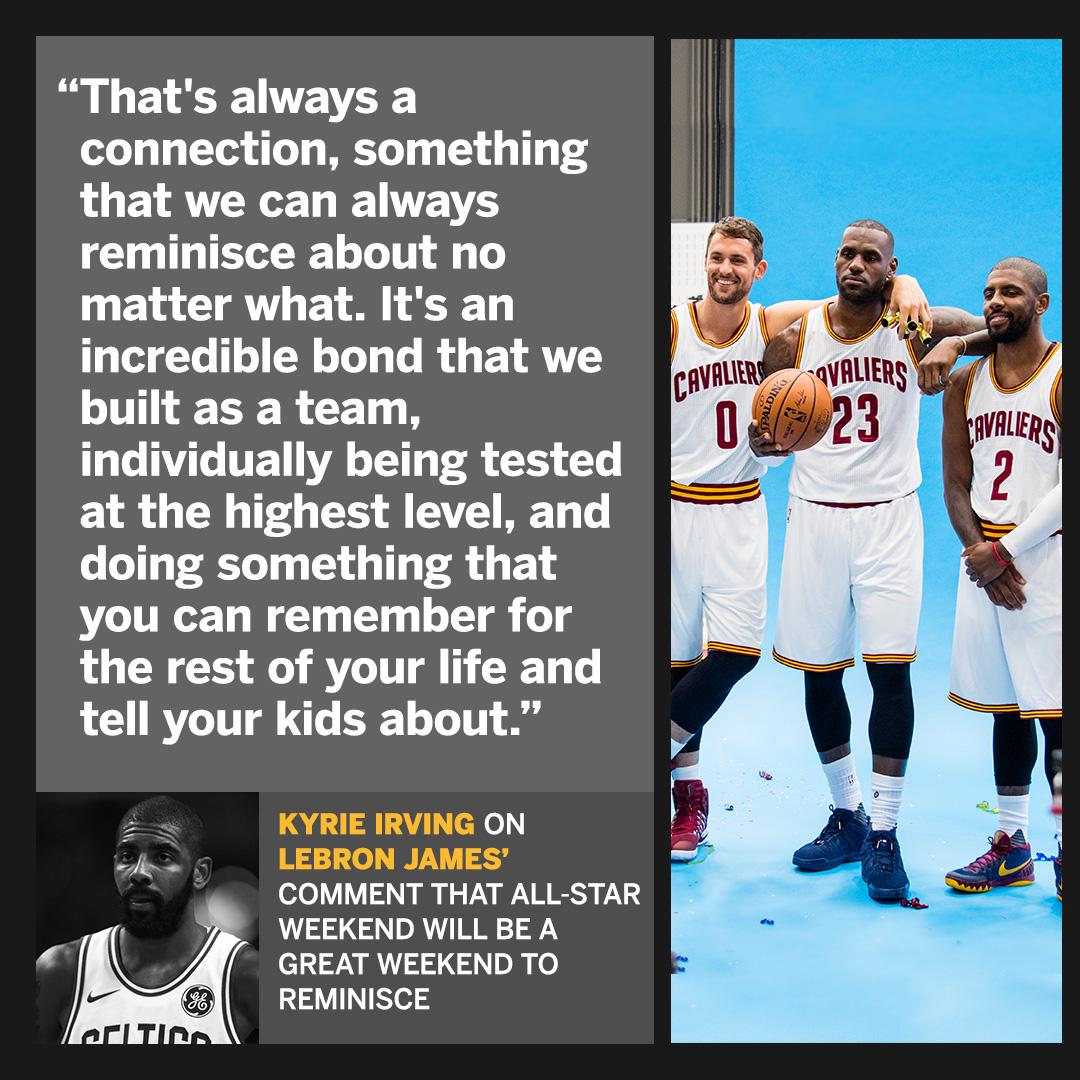 “That's always a
connection, something
that we can always
reminisce about no
matter what. It's an
incredible bond that we
built as a team,
individually being tested
at the highest level, and
doing something that
you can remember for
the rest of your life and
tell your kids about.”
KYRIE IRVING ON
LEBRON JAMES’
COMMENT THAT ALL-STAR
WEEKEND WILL BE A
GREAT WEEKEND TO
REMINISCE
CELTICS
GE
CAVALIERS
0
SPALDING
CAVALIERS
23
CAVALIERS
2